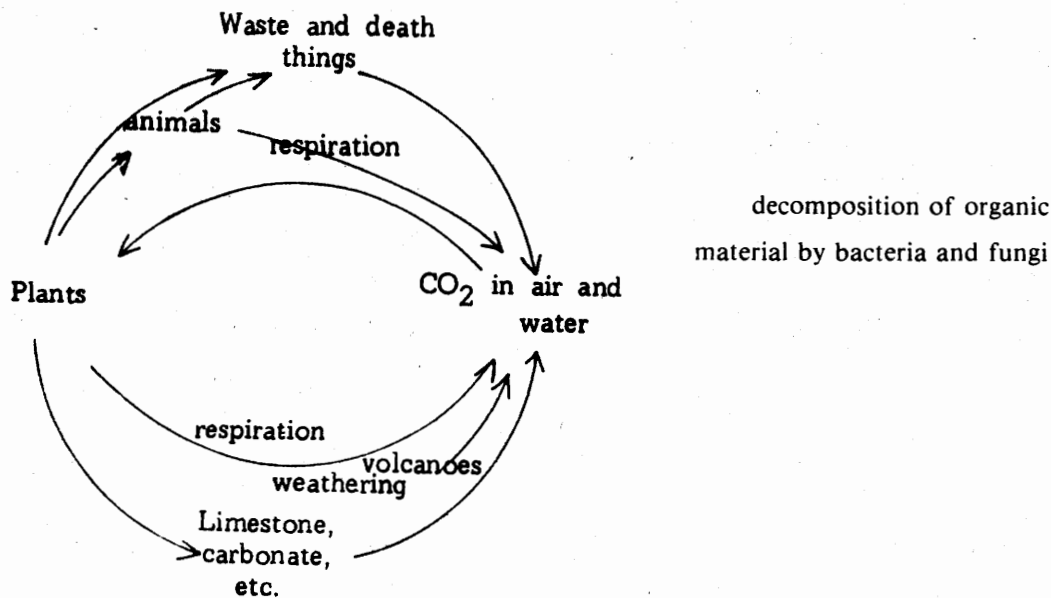 Waste and death
things
animals
respiration
decomposition of organic
material by bacteria and fungi
Plants
CO₂ in air and
water
respiration
volcanoes
weathering
Limestone,
carbonate,
etc.